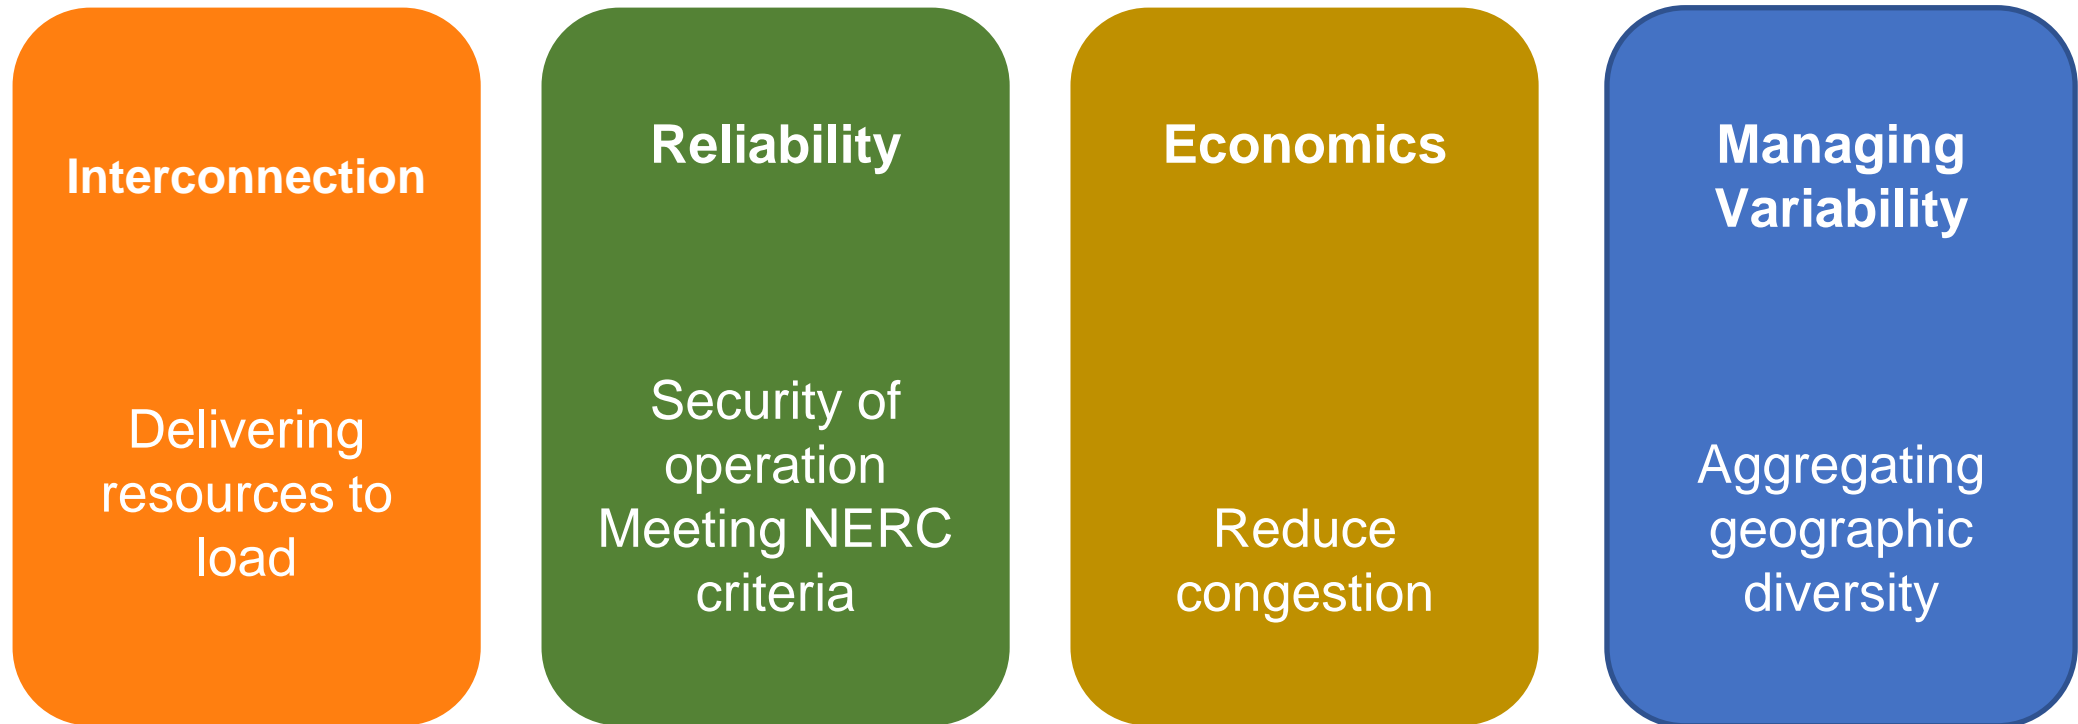 Interconnection
Delivering
resources to
load
Reliability
Security of
operation
Meeting NERC
criteria
Economics
Reduce
congestion
Managing
Variability
Aggregating
geographic
diversity